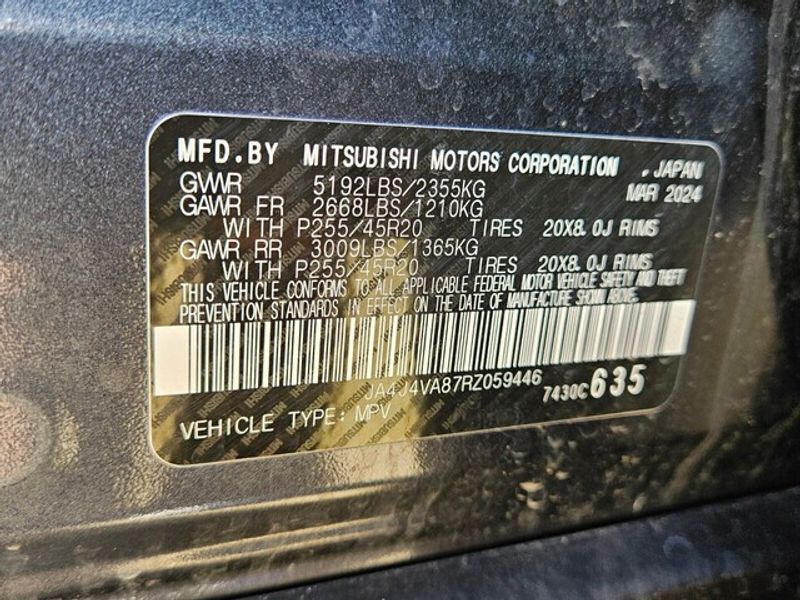 MFD.BY MITSUBISHI MOTORS CORPORATION .JAPAN
GVWR 5192LBS/2355KG MAR 2024
GAWR FR 2668LBS/1210KG
WITH P255/45R20 TIRES 20X8.0J RIMS
GAWR RR 3009LBS/1365KG
WITH P255/45R20 TIRES 20X8.0J RIMS
THIS VEHICLE CONFORMS TO ALL APPLICABLE FEDERAL MOTOR VEHICLE SAFETY AND THEFT
PREVENTION STANDARDS IN EFFECT ON THE DATE OF MANUFACTURE SHOWN ABOVE.
JA4J4VA87RZ059446 7430C635
VEHICLE TYPE: MPV